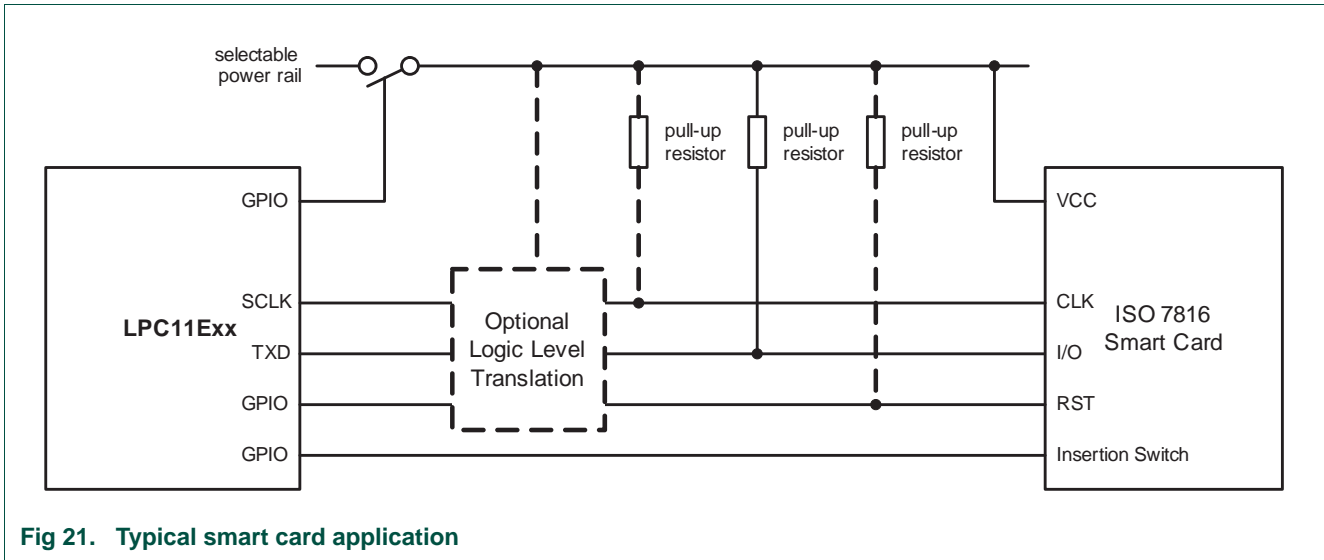 selectable
power rail
pull-up
resistor
pull-up
resistor
pull-up
resistor
GPIO
VCC
SCLK
CLK
LPC11Exx
Optional
Logic Level
Translation
ISO 7816
Smart Card
TXD
I/O
GPIO
RST
GPIO
Insertion Switch
Fig 21. Typical smart card application